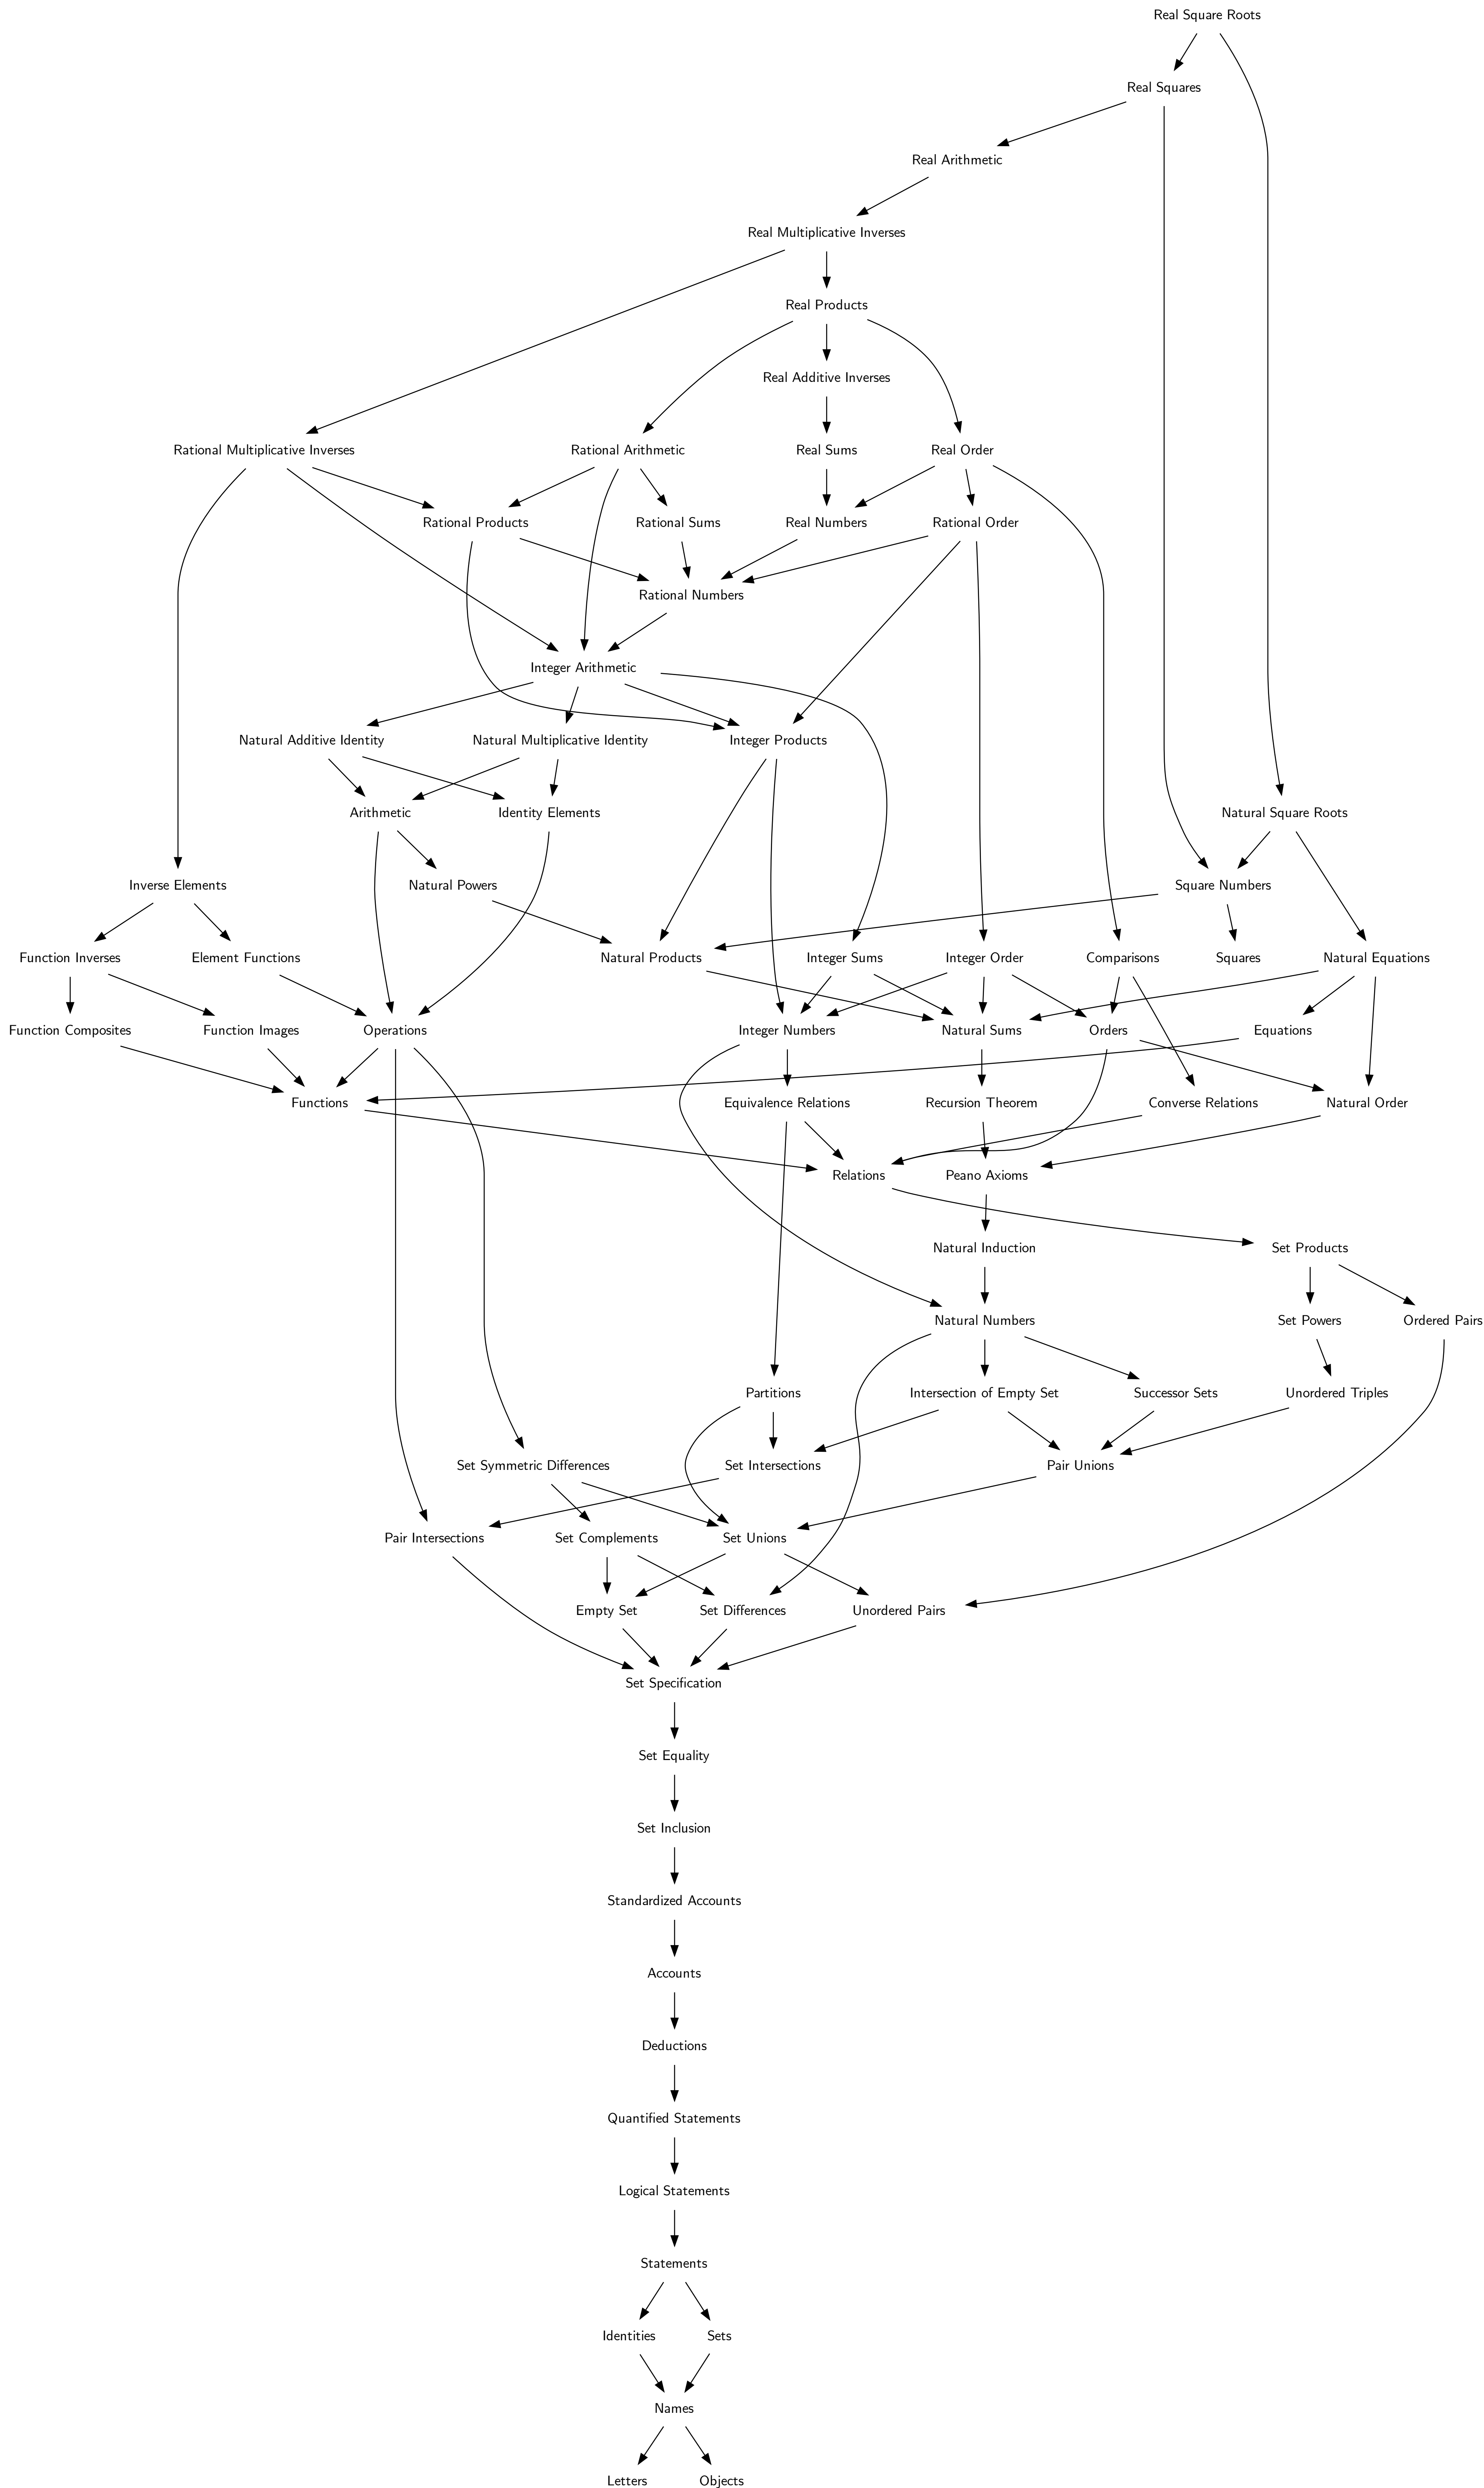 Real Square Roots
Real Squares
Real Arithmetic
Real Multiplicative Inverses
Real Products
Real Additive Inverses
Rational Multiplicative Inverses
Rational Arithmetic
Real Sums
Real Order
Rational Products
Rational Sums
Real Numbers
Rational Order
Rational Numbers
Integer Arithmetic
Natural Additive Identity
Natural Multiplicative Identity
Integer Products
Arithmetic
Identity Elements
Natural Square Roots
Inverse Elements
Natural Powers
Square Numbers
Function Inverses
Element Functions
Natural Products
Integer Sums
Integer Order
Comparisons
Squares
Natural Equations
Function Composites
Function Images
Operations
Integer Numbers
Natural Sums
Orders
Equations
Functions
Equivalence Relations
Recursion Theorem
Converse Relations
Natural Order
Relations
Peano Axioms
Natural Induction
Set Products
Natural Numbers
Set Powers
Ordered Pairs
Partitions
Intersection of Empty Set
Successor Sets
Unordered Triples
Set Symmetric Differences
Set Intersections
Pair Unions
Pair Intersections
Set Complements
Set Unions
Empty Set
Set Differences
Unordered Pairs
Set Specification
Set Equality
Set Inclusion
Standardized Accounts
Accounts
Deductions
Quantified Statements
Logical Statements
Statements
Identities
Sets
Names
Letters
Objects